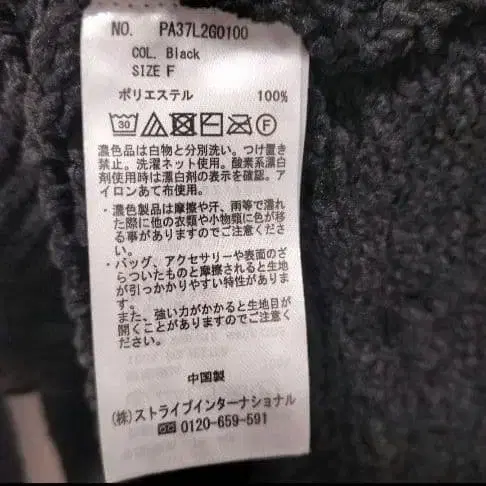 NO. PA37L2G0100
COL. Black
SIZE F
ポリエステル 100%
30 F
濃色品は白物と分別洗い。つけ置き
禁止。洗濯ネット使用。酸素系漂白
剤使用時は漂白剤の表示を確認。ア
イロンあて布使用。
・濃色製品は摩擦や汗、雨等で濡れ
た際に他の衣類や小物類に色が移
る事がありますのでご注意くださ
い。
・バッグ、アクセサリーや表面のざ
らついたものと摩擦されると生地
が引っかかりやすい特性がありま
す。
また、強い力がかかると生地目が
開くことがありますのでご注意く
ださい。
中国製
(株)ストライプインターナショナル
0120-659-591